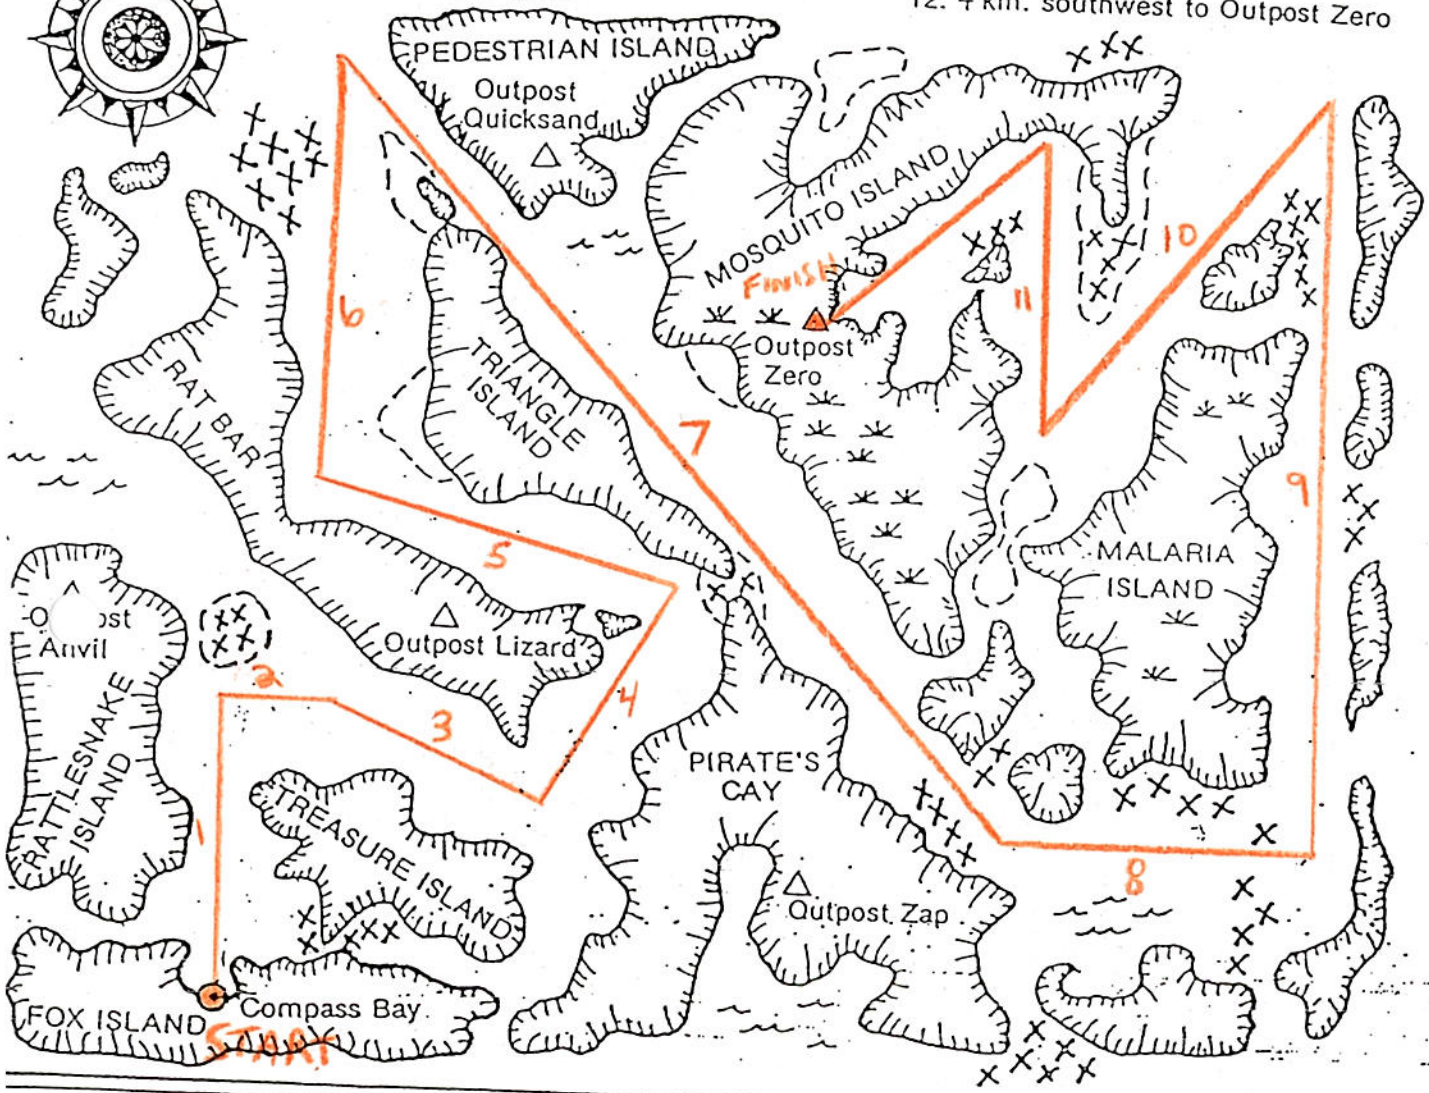 12. 4 km. southwest to Outpost Zero
PEDESTRIAN ISLAND
Outpost
Quicksand
MOSQUITO ISLAND
FINISH
Outpost
Zero
10
11
6
RAT BAR
TRIANGLE
ISLAND
7
9
5
MALARIA
ISLAND
Anvil
Outpost Lizard
2
RATTLESNAKE
ISLAND
3
4
1
PIRATE'S
CAY
TREASURE ISLAND
8
Outpost Zap
FOX ISLAND
Compass Bay
START